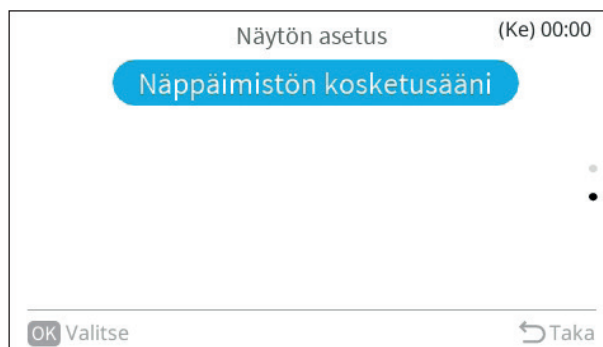 Näytön asetus
(Ke) 00:00
Näppäimistön kosketusääni
OK Valitse
Taka